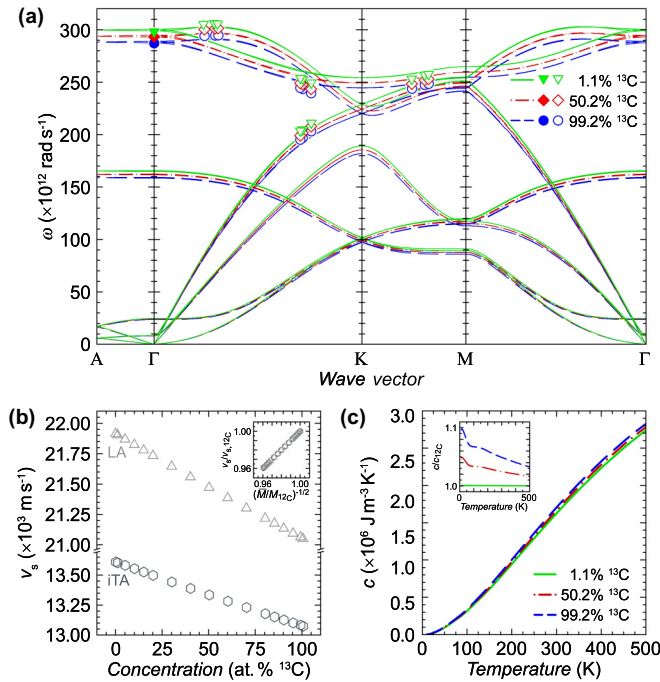 (a)
300
250
200
150
100
50
0
ω (×10¹² rad s⁻¹)
1.1% ¹³C
50.2% ¹³C
99.2% ¹³C
A Γ K M Γ
Wave vector
(b)
22.00
21.75
21.50
21.25
21.00
13.50
13.25
13.00
vₛ (×10³ m s⁻¹)
LA
iTA
vₛ/vₛ,₁₂C
1.00
0.96
0.96 1.00
(M/M₁₂C)⁻¹/²
0 25 50 75 100
Concentration (at. % ¹³C)
(c)
3.0
2.5
2.0
1.5
1.0
0.5
0.0
c (×10⁶ J m⁻³ K⁻¹)
c/c₁₂C
1.1
1.0
0 500
Temperature (K)
1.1% ¹³C
50.2% ¹³C
99.2% ¹³C
0 100 200 300 400 500
Temperature (K)